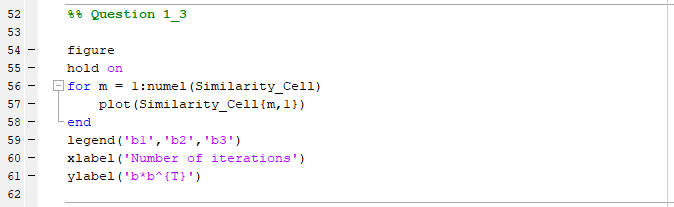 52 %% Question 1_3
53
54 - figure
55 - hold on
56 - for m = 1:numel(Similarity_Cell)
57 - plot(Similarity_Cell{m,1})
58 - end
59 - legend('b1','b2','b3')
60 - xlabel('Number of iterations')
61 - ylabel('b*b^{T}')
62